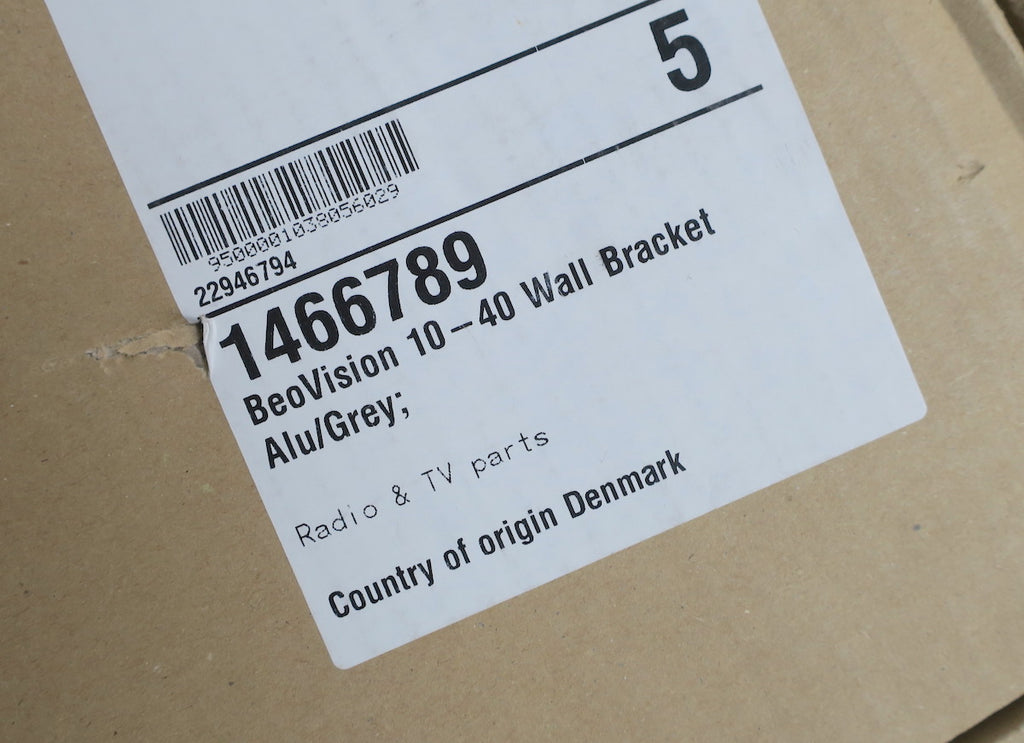 5
9500001038056029
22946794
1466789
BeoVision 10-40 Wall Bracket
Alu/Grey;
Radio & TV parts
Country of origin Denmark